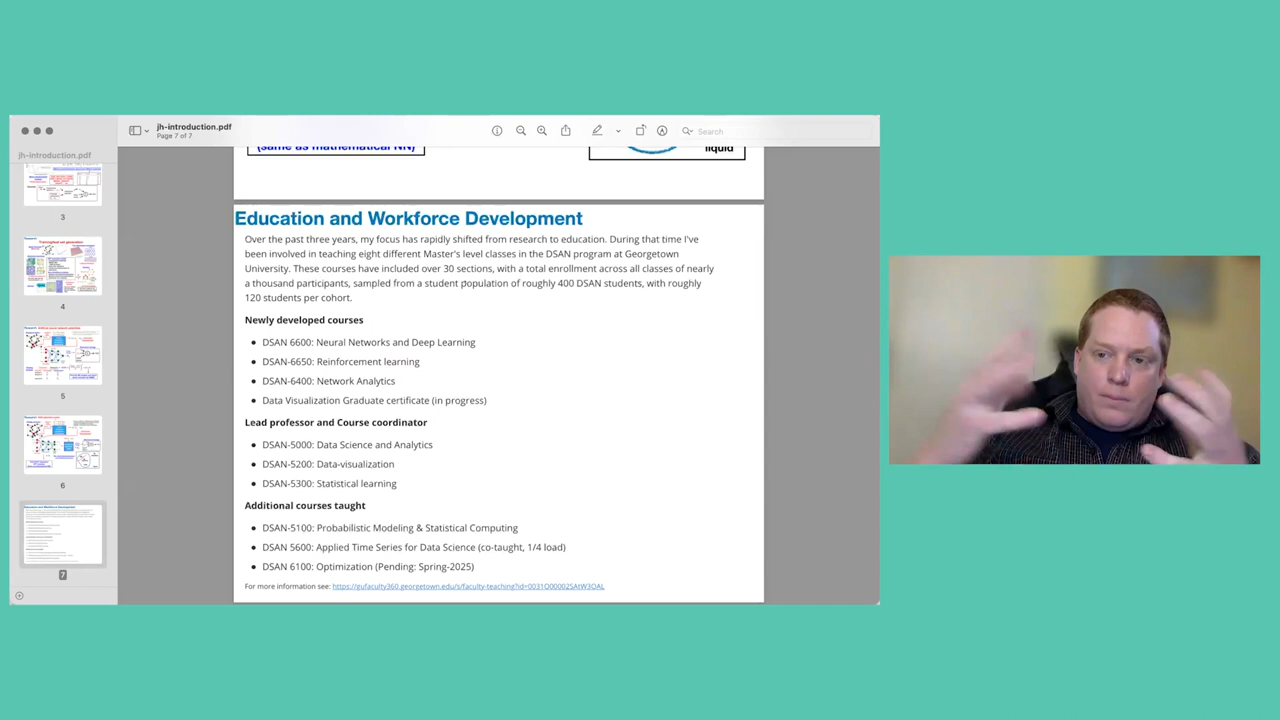 jh-introduction.pdf
Page 7 of 7
Search
jh-introduction.pdf
3
4
5
6
7
(same as mathematical NN)
liquid
Education and Workforce Development
Over the past three years, my focus has rapidly shifted from research to education. During that time I've
been involved in teaching eight different Master's level classes in the DSAN program at Georgetown
University. These courses have included over 30 sections, with a total enrollment across all classes of nearly
a thousand participants, sampled from a student population of roughly 400 DSAN students, with roughly
120 students per cohort.
Newly developed courses
• DSAN 6600: Neural Networks and Deep Learning
• DSAN-6650: Reinforcement learning
• DSAN-6400: Network Analytics
• Data Visualization Graduate certificate (in progress)
Lead professor and Course coordinator
• DSAN-5000: Data Science and Analytics
• DSAN-5200: Data-visualization
• DSAN-5300: Statistical learning
Additional courses taught
• DSAN-5100: Probabilistic Modeling & Statistical Computing
• DSAN 5600: Applied Time Series for Data Science (co-taught, 1/4 load)
• DSAN 6100: Optimization (Pending: Spring-2025)
For more information see: